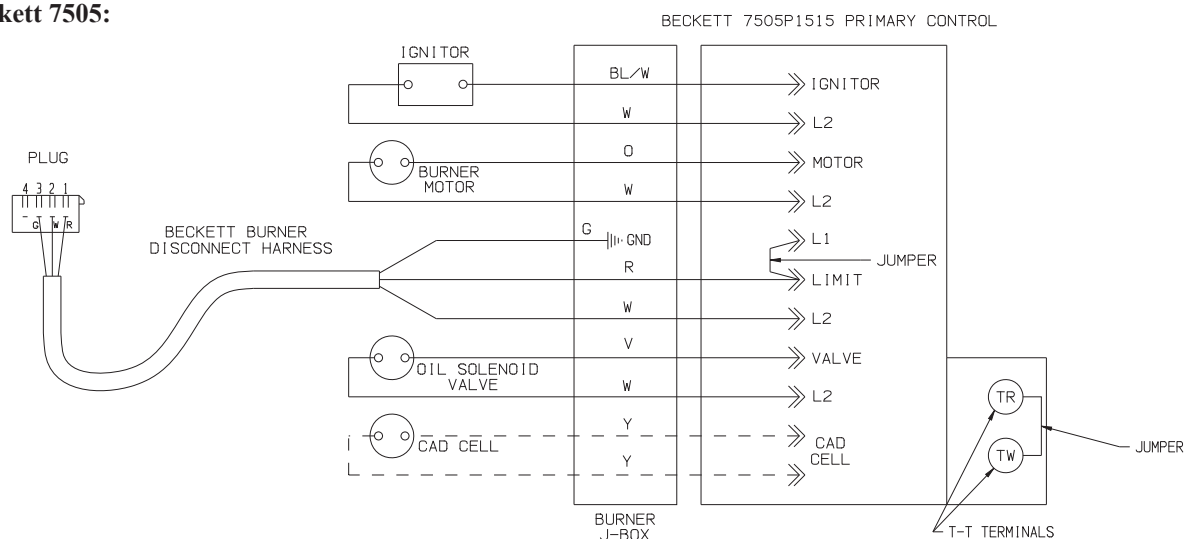 kett 7505:
BECKETT 7505P1515 PRIMARY CONTROL
IGNITOR
BL/W
IGNITOR
W
L2
O
MOTOR
BURNER
MOTOR
W
L2
PLUG
4 3 2 1
- G W R
BECKETT BURNER
DISCONNECT HARNESS
G
GND
L1
JUMPER
R
LIMIT
W
L2
V
VALVE
OIL SOLENOID
VALVE
W
L2
Y
CAD CELL
CAD
CELL
Y
TR
TW
JUMPER
T-T TERMINALS
BURNER
J-BOX